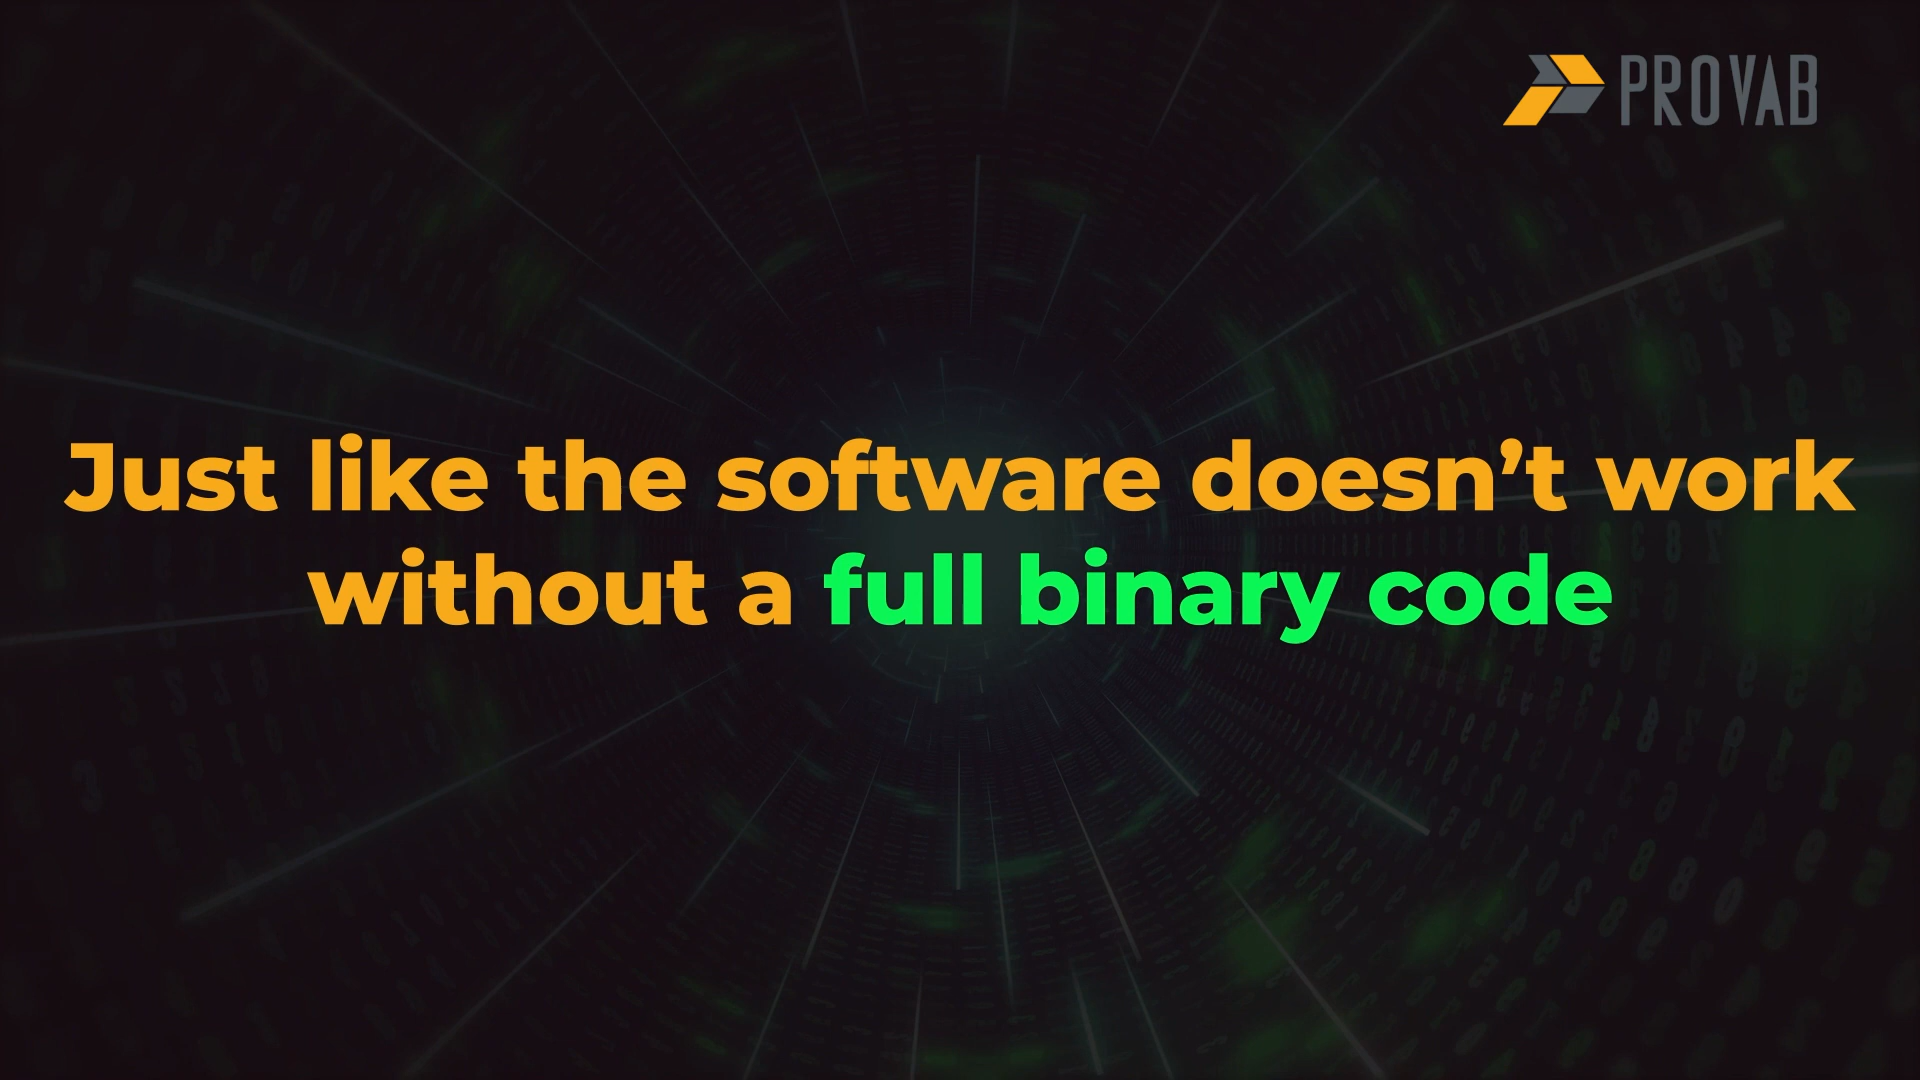 PROVAB
Just like the software doesn’t work
without a full binary code